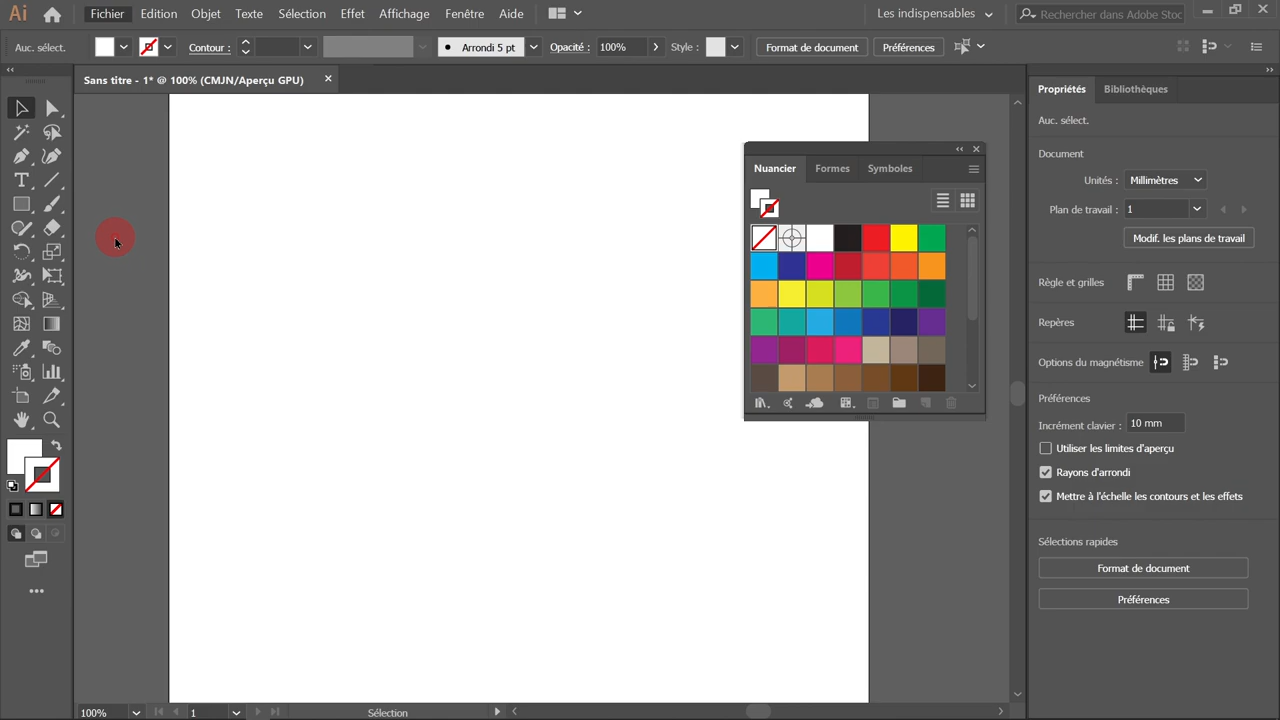 Ai Fichier Edition Objet Texte Sélection Effet Affichage Fenêtre Aide Les indispensables Rechercher dans Adobe Stoc
Auc. sélect. Contour : Arrondi 5 pt Opacité : 100% Style : Format de document Préférences
Sans titre - 1* @ 100% (CMJN/Aperçu GPU)
Nuancier Formes Symboles
Propriétés Bibliothèques
Auc. sélect.
Document
Unités : Millimètres
Plan de travail : 1
Modif. les plans de travail
Règle et grilles
Repères
Options du magnétisme
Préférences
Incrément clavier : 10 mm
Utiliser les limites d'aperçu
Rayons d'arrondi
Mettre à l'échelle les contours et les effets
Sélections rapides
Format de document
Préférences
100% 1 Sélection